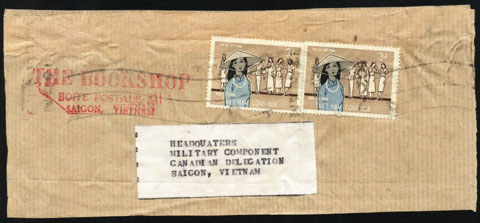 THE BOOKSHOP
BOITE POSTALE
SAIGON, VIETNAM
HEADQUATERS
MILITARY COMPONENT
CANADIAN DELEGATION
SAIGON, VIETNAM